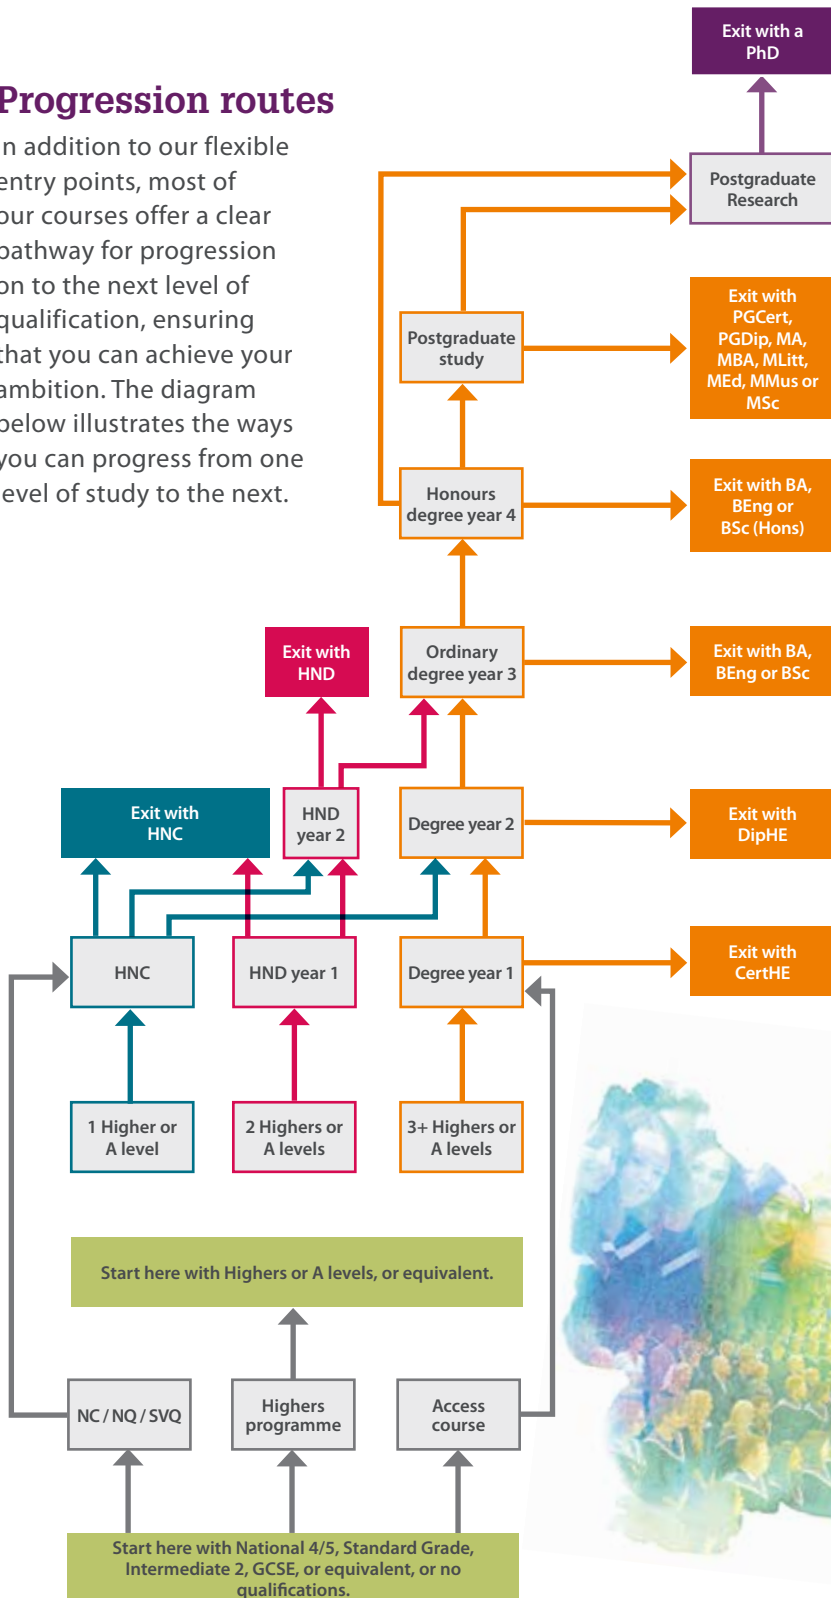 Progression routes
n addition to our flexible
entry points, most of
our courses offer a clear
pathway for progression
on to the next level of
qualification, ensuring
that you can achieve your
ambition. The diagram
below illustrates the ways
you can progress from one
level of study to the next.
Exit with a
PhD
Postgraduate
Research
Postgraduate
study
Exit with
PGCert,
PGDip, MA,
MBA, MLitt,
MEd, MMus or
MSc
Honours
degree year 4
Exit with BA,
BEng or
BSc (Hons)
Exit with
HND
Ordinary
degree year 3
Exit with BA,
BEng or BSc
Exit with
HNC
HND
year 2
Degree year 2
Exit with
DipHE
HNC
HND year 1
Degree year 1
Exit with
CertHE
1 Higher or
A level
2 Highers or
A levels
3+ Highers or
A levels
Start here with Highers or A levels, or equivalent.
NC / NQ / SVQ
Highers
programme
Access
course
Start here with National 4/5, Standard Grade,
Intermediate 2, GCSE, or equivalent, or no
qualifications.